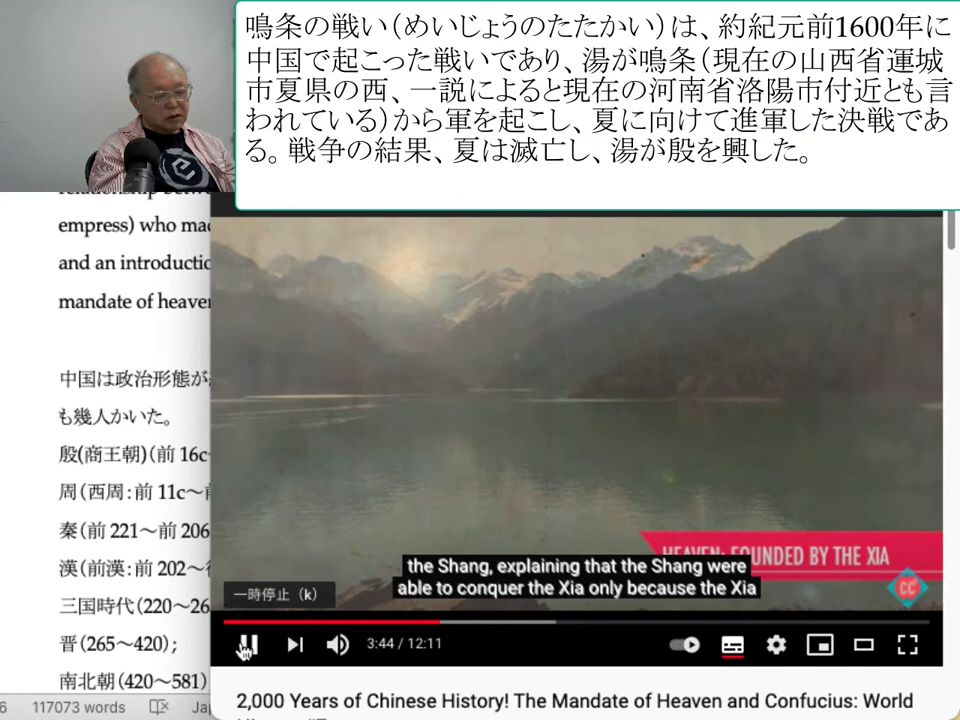 鳴条の戦い（めいじょうのたたかい）は、約紀元前1600年に
中国で起こった戦いであり、湯が鳴条（現在の山西省運城
市夏県の西、一説によると現在の河南省洛陽市付近とも言
われている）から軍を起こし、夏に向けて進軍した決戦であ
る。戦争の結果、夏は滅亡し、湯が殷を興した。
empress) who mad
and an introductio
mandate of heaven
中国は政治形態が
も幾人かいた。
殷(商王朝)（前 16c
周（西周：前 11c～前
秦（前 221～前 206
漢（前漢：前 202～
三国時代（220～26
晋（265～420）;
南北朝（420～581）
6 117073 words Jap
HEAVEN: FOUNDED BY THE XIA
CC
the Shang, explaining that the Shang were
able to conquer the Xia only because the Xia
一時停止（k）
3:44 / 12:11
2,000 Years of Chinese History! The Mandate of Heaven and Confucius: World